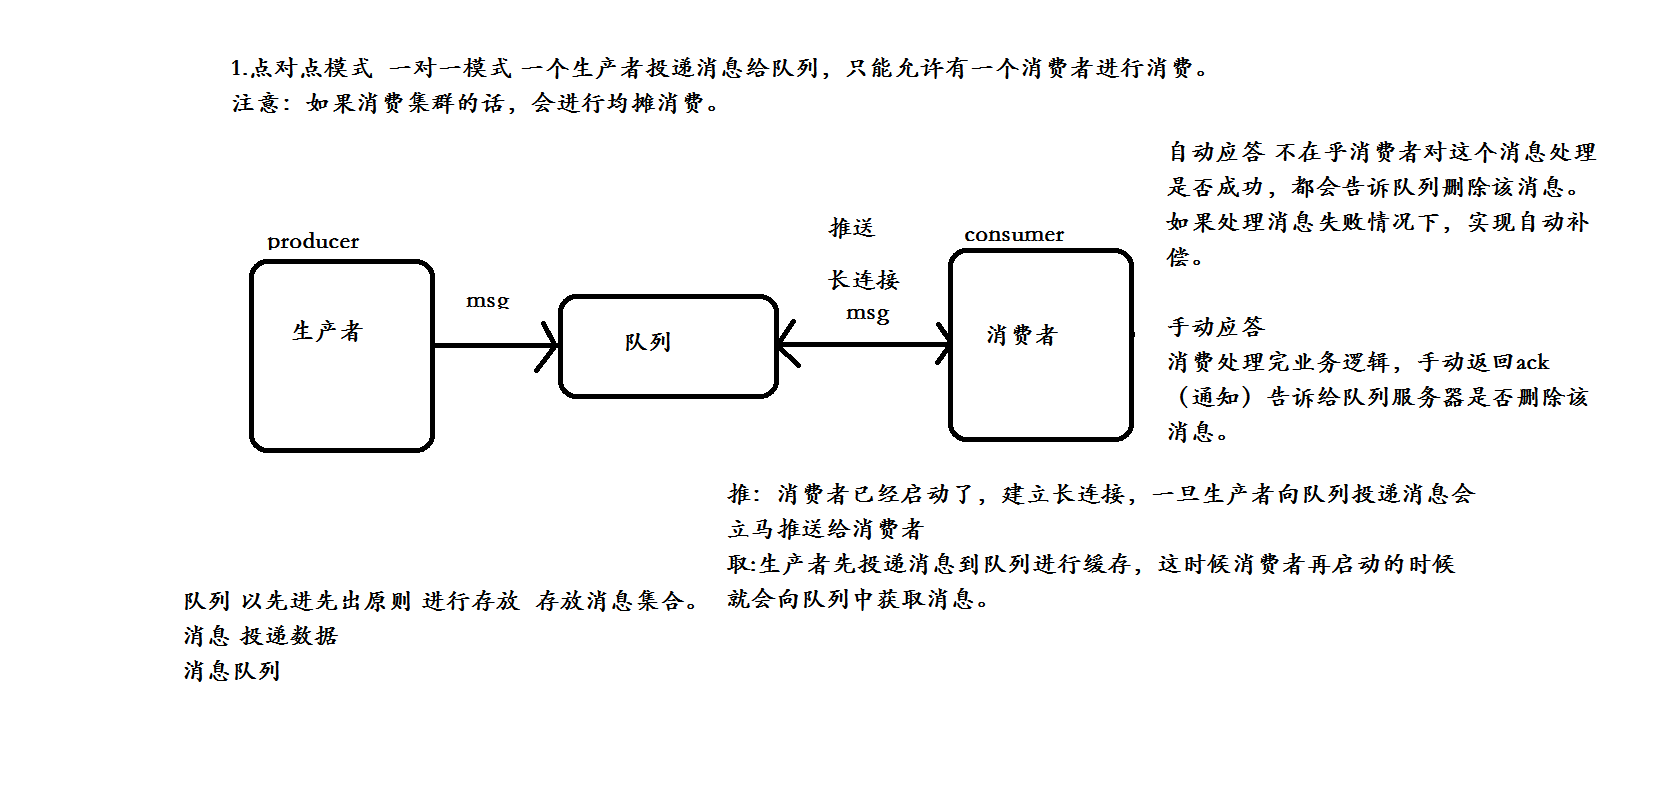 1.点对点模式  一对一模式 一个生产者投递消息给队列，只能允许有一个消费者进行消费。
注意：如果消费集群的话，会进行均摊消费。
自动应答 不在乎消费者对这个消息处理
是否成功，都会告诉队列删除该消息。
如果处理消息失败情况下，实现自动补
偿。
推送
producer
consumer
长连接
msg
msg
生产者
队列
消费者
手动应答
消费处理完业务逻辑，手动返回ack
（通知）告诉给队列服务器是否删除该
消息。
推：消费者已经启动了，建立长连接，一旦生产者向队列投递消息会
立马推送给消费者
取:生产者先投递消息到队列进行缓存，这时候消费者再启动的时候
就会向队列中获取消息。
队列 以先进先出原则 进行存放  存放消息集合。
消息 投递数据
消息队列